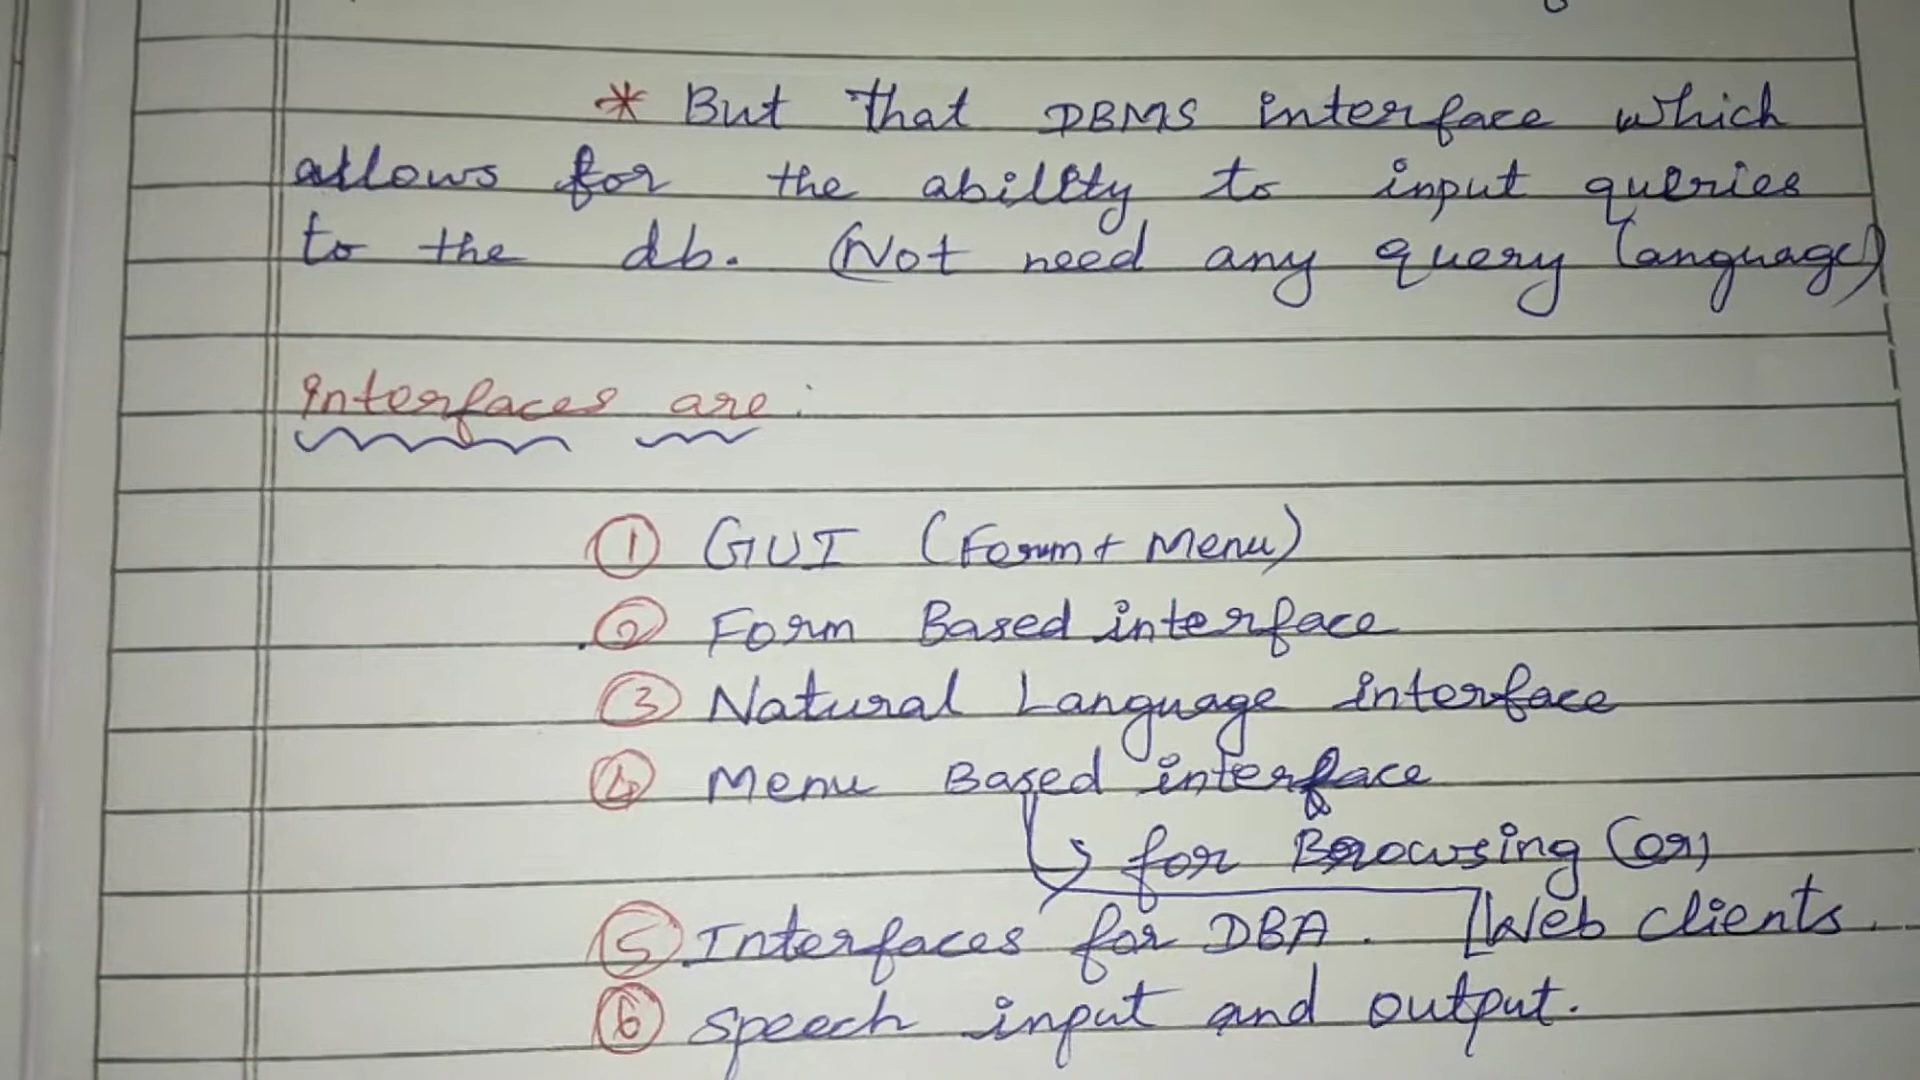 * But that DBMS interface which
allows for the ability to input queries
to the db. (Not need any query language)
Interfaces are:
① GUI (Form + Menu)
② Form Based interface
③ Natural Language interface
④ Menu Based interface
for Browsing (or)
[Web clients.
⑤ Interfaces for DBA.
⑥ speech input and output.